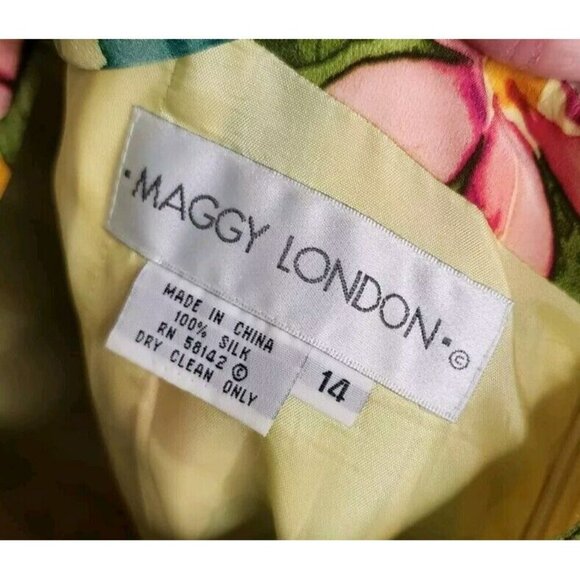 ·MAGGY LONDON·©
MADE IN CHINA
100% SILK
RN 58142 ©
DRY CLEAN ONLY
14